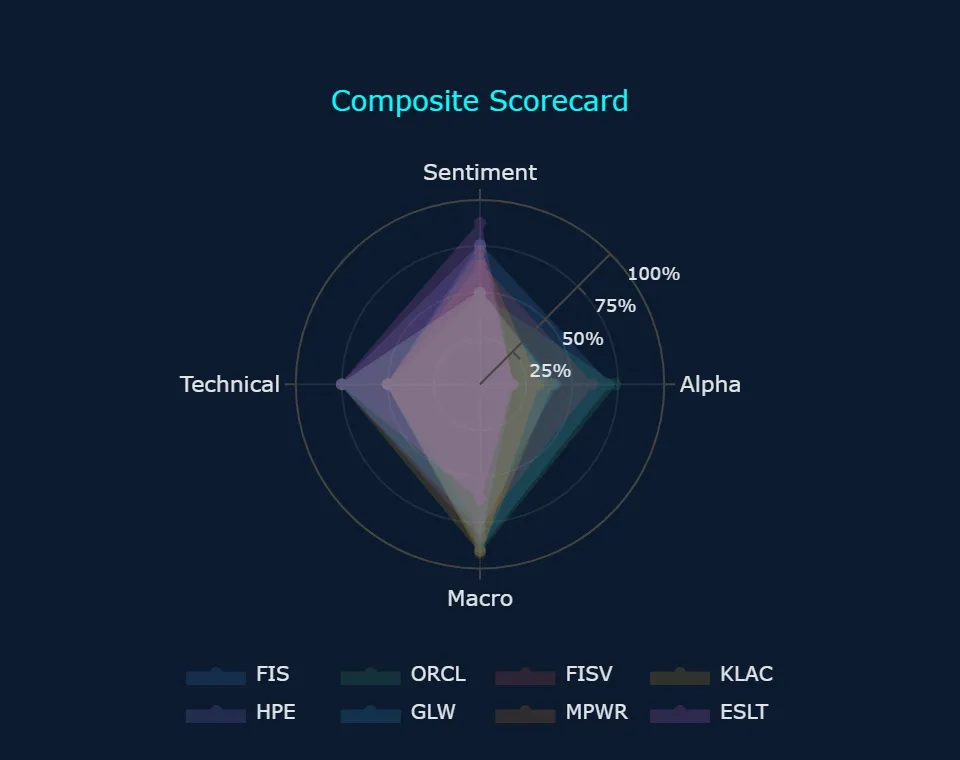 Composite Scorecard
Sentiment
100%
75%
50%
25%
Technical
Alpha
Macro
FIS ORCL FISV KLAC
HPE GLW MPWR ESLT